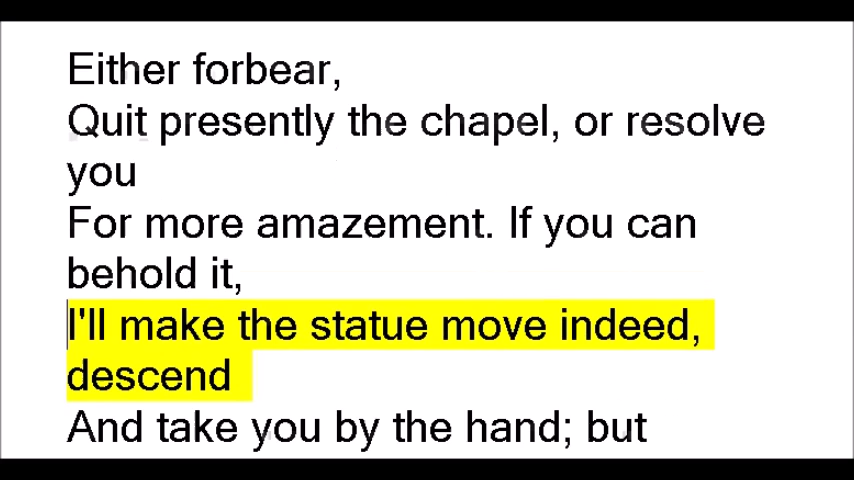 Either forbear,
Quit presently the chapel, or resolve
you
For more amazement. If you can
behold it,
I'll make the statue move indeed,
descend
And take you by the hand; but